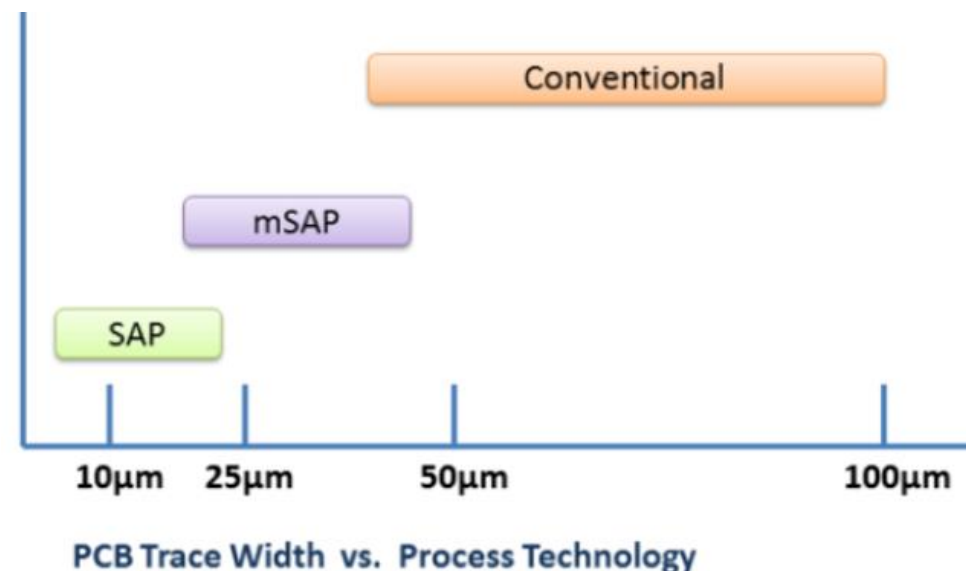 Conventional
mSAP
SAP
10µm 25µm 50µm 100µm
PCB Trace Width vs. Process Technology